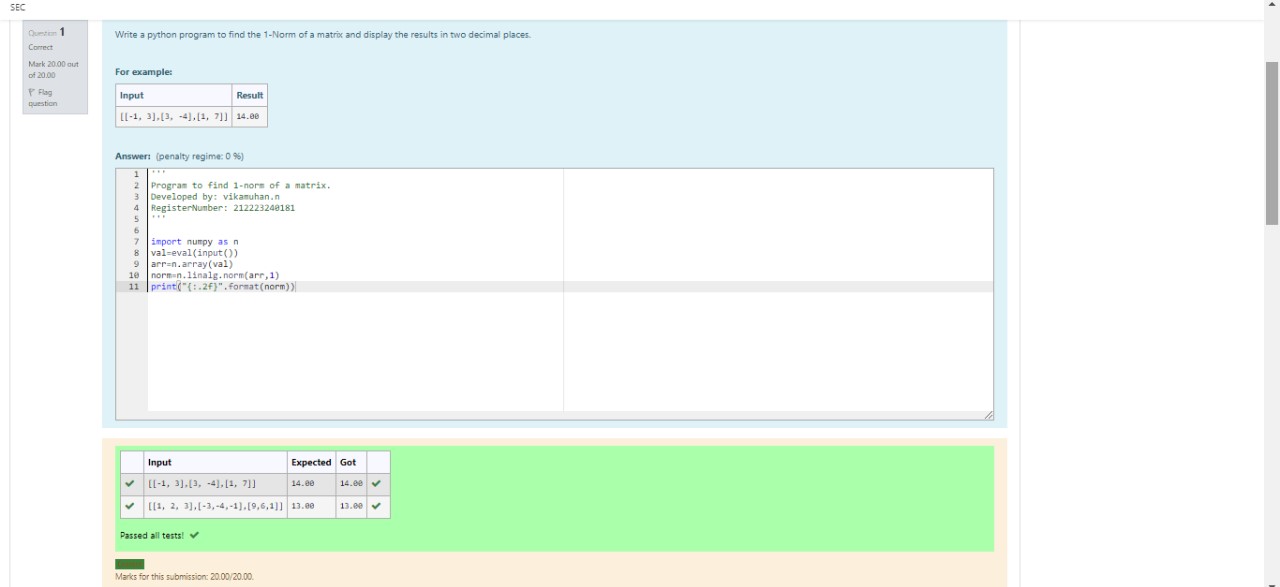 SEC
Question 1
Correct
Mark 20.00 out
of 20.00
Flag
question
Write a python program to find the 1-Norm of a matrix and display the results in two decimal places.
For example:
Input Result
[[-1, 3],[3, -4],[1, 7]] 14.00
Answer: (penalty regime: 0 %)
1 '''
2 Program to find 1-norm of a matrix.
3 Developed by: vikamuhan.n
4 RegisterNumber: 212223240181
5 '''
6
7 import numpy as n
8 val=eval(input())
9 arr=n.array(val)
10 norm=n.linalg.norm(arr,1)
11 print("{:.2f}".format(norm))
Input Expected Got
[[-1, 3],[3, -4],[1, 7]] 14.00 14.00
[[1, 2, 3],[-3,-4,-1],[9,6,1]] 13.00 13.00
Passed all tests!
Marks for this submission: 20.00/20.00.